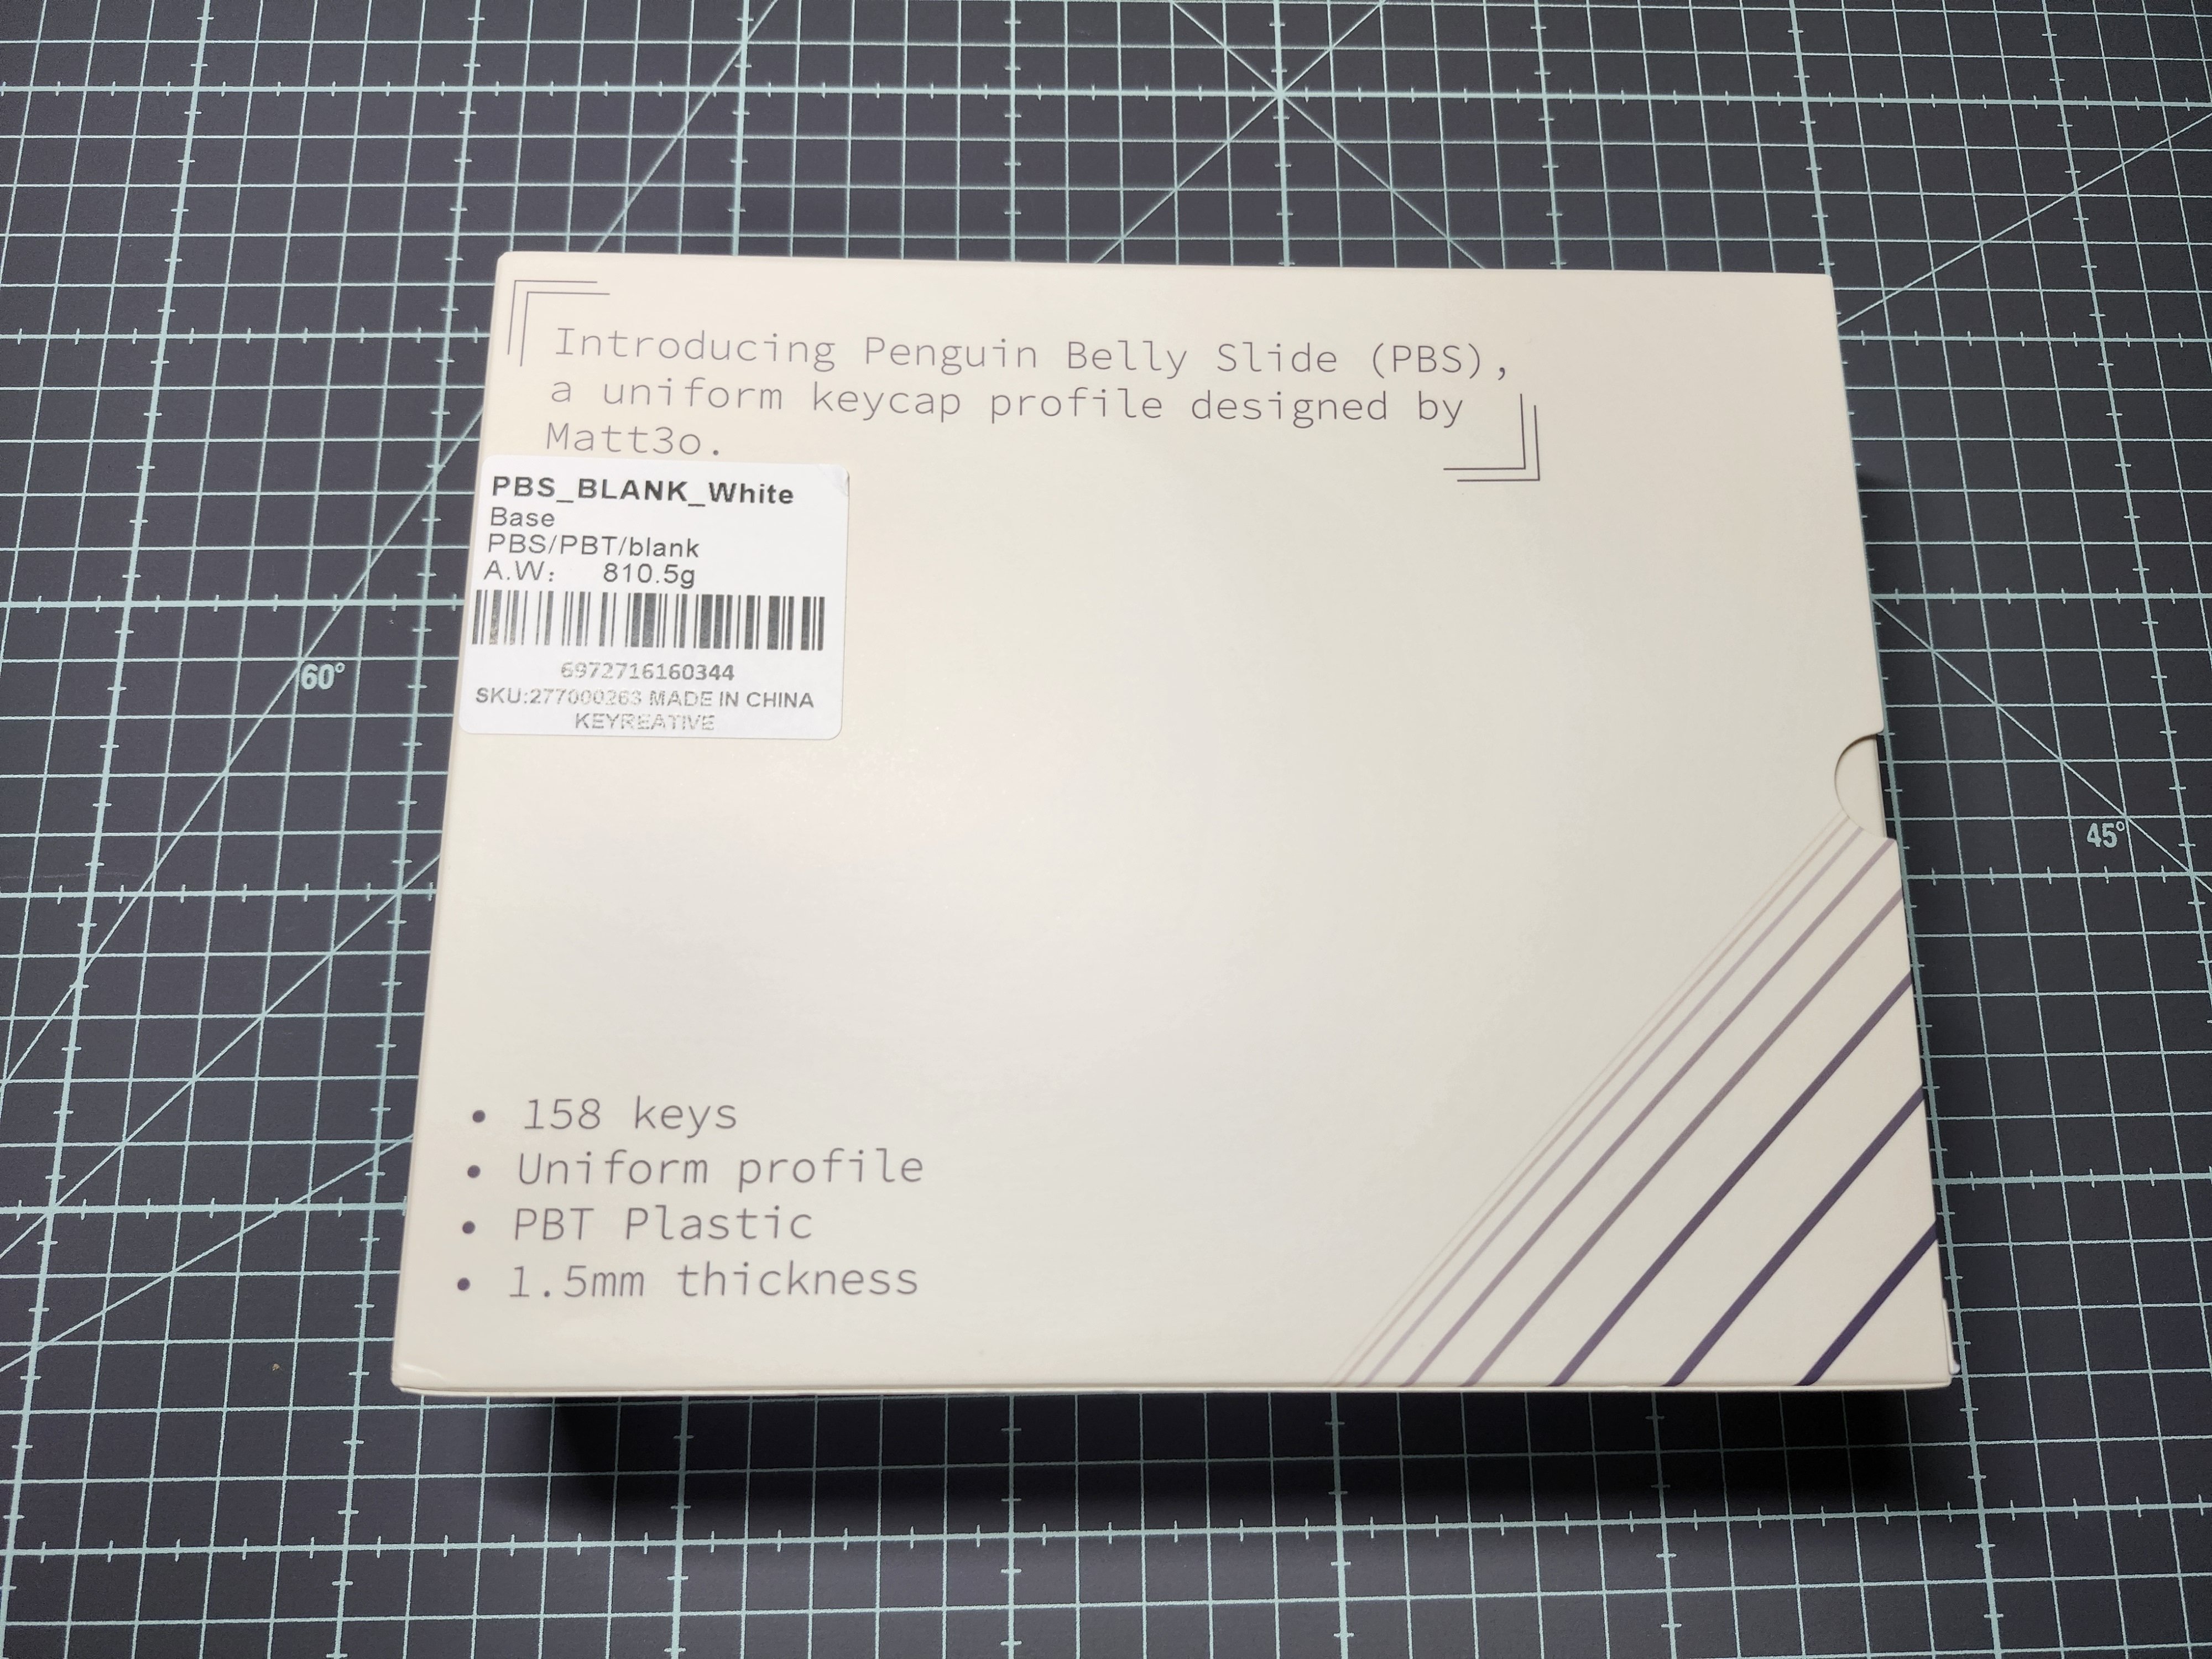 Introducing Penguin Belly Slide (PBS),
a uniform keycap profile designed by
Matt3o.
PBS_BLANK_White
Base
PBS/PBT/blank
A.W: 810.5g
6972716160344
SKU:277000263 MADE IN CHINA
KEYREATIVE
60°
45°
• 158 keys
• Uniform profile
• PBT Plastic
• 1.5mm thickness